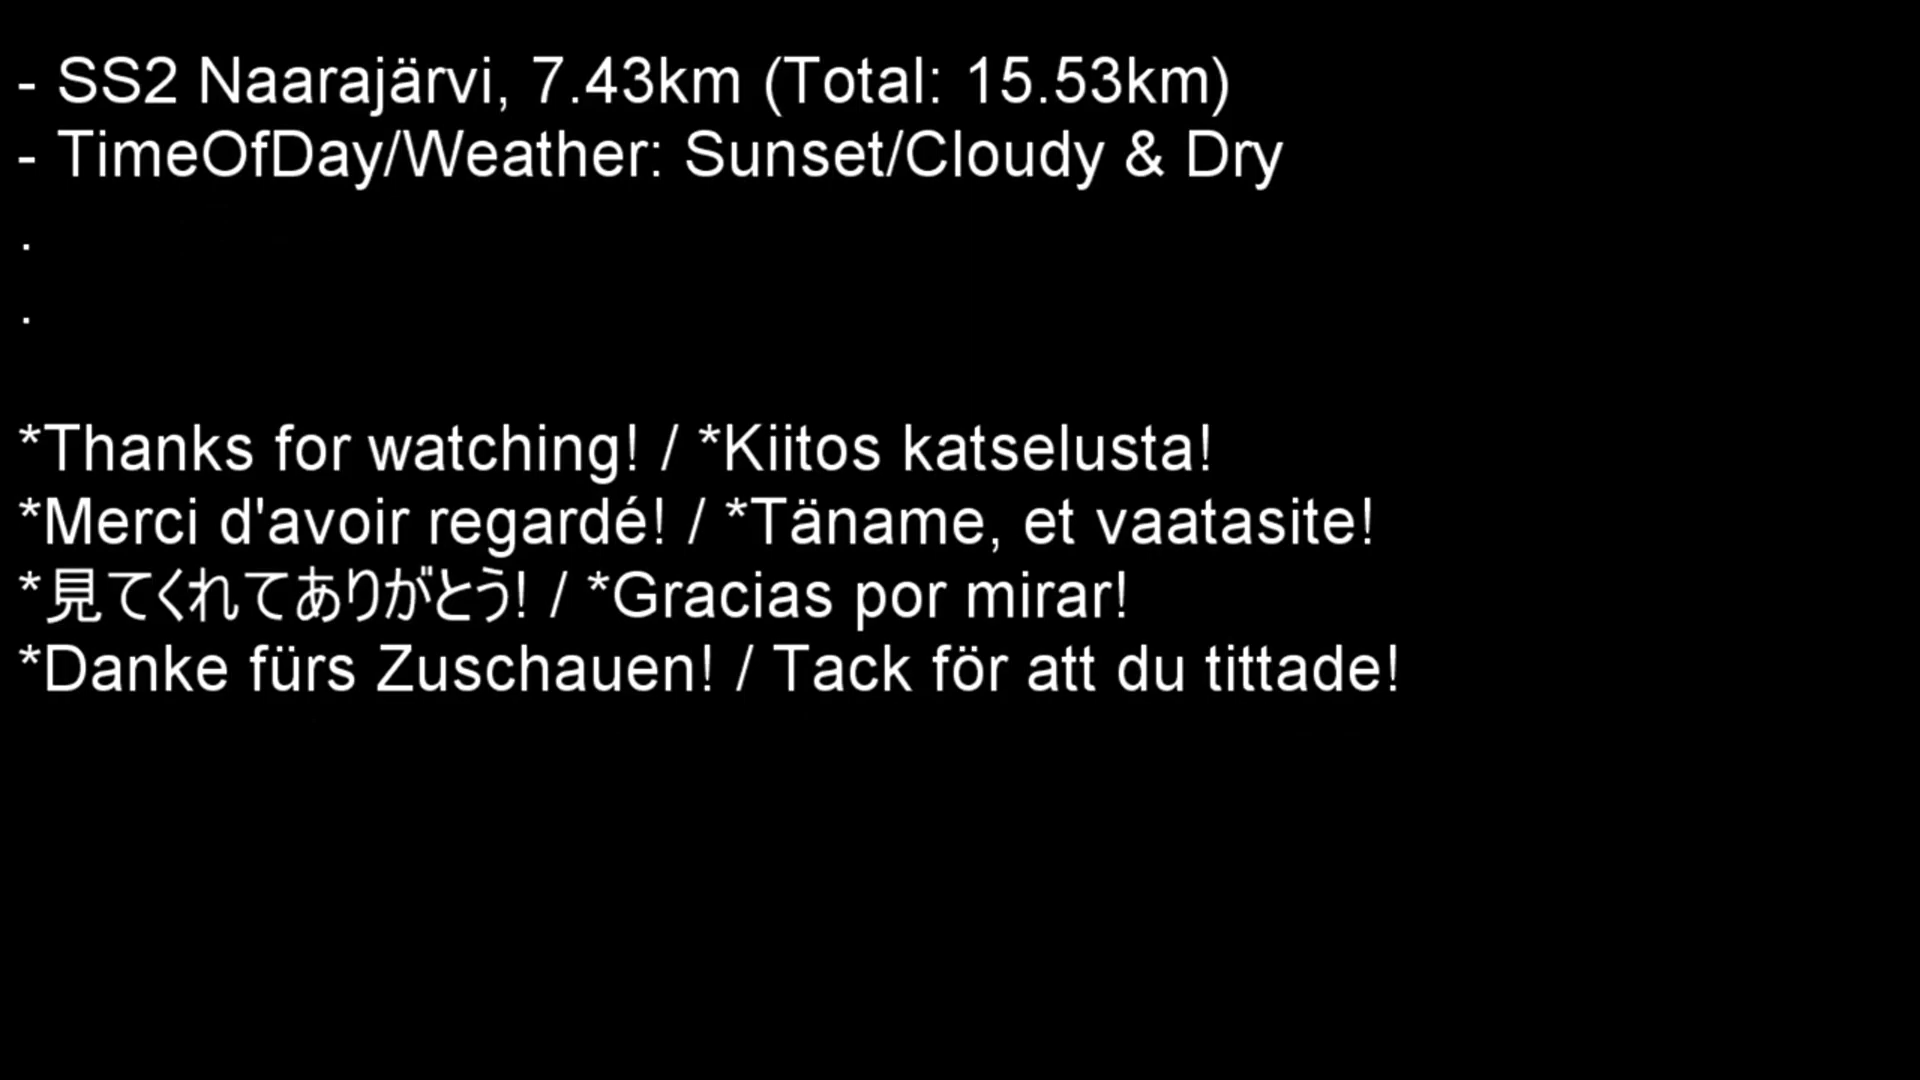 - SS2 Naarajärvi, 7.43km (Total: 15.53km)
- TimeOfDay/Weather: Sunset/Cloudy & Dry
.
.
*Thanks for watching! / *Kiitos katselusta!
*Merci d'avoir regardé! / *Täname, et vaatasite!
*見てくれてありがとう! / *Gracias por mirar!
*Danke fürs Zuschauen! / Tack för att du tittade!